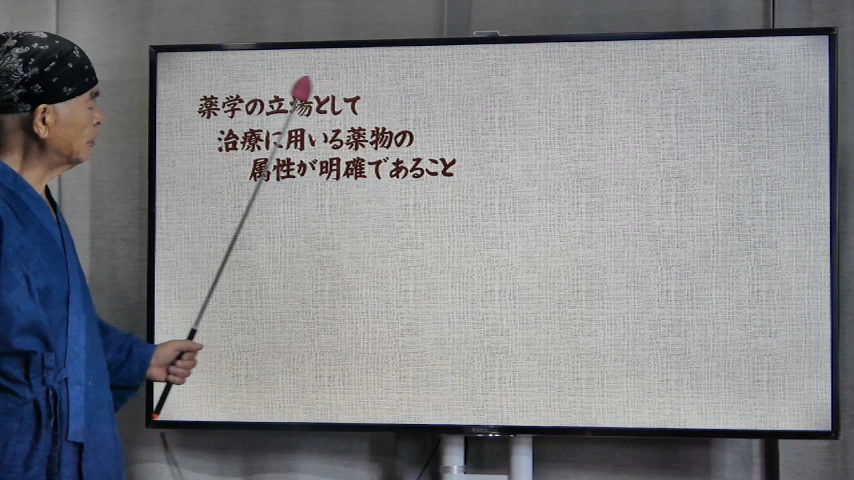 薬学の立場として
治療に用いる薬物の
属性が明確であること